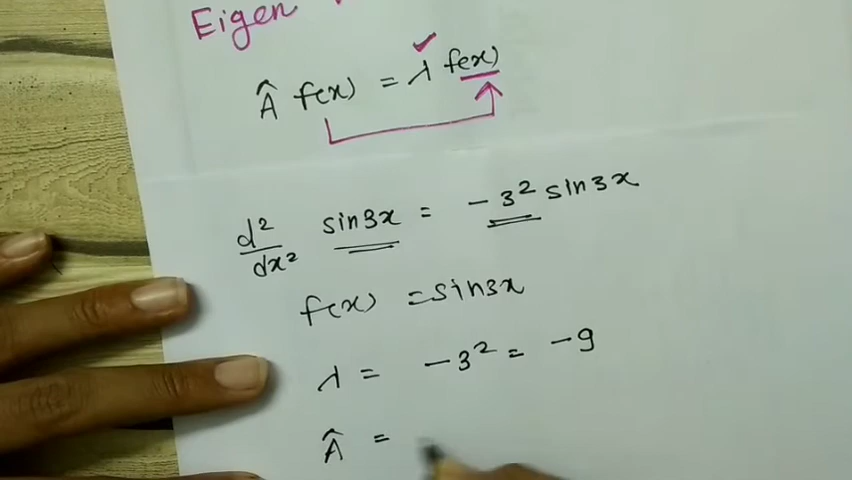 Eigen
Â f(x) = λ f(x)
d²/dx² sin3x = -3² sin3x
f(x) = sin3x
λ = -3² = -9
Â =